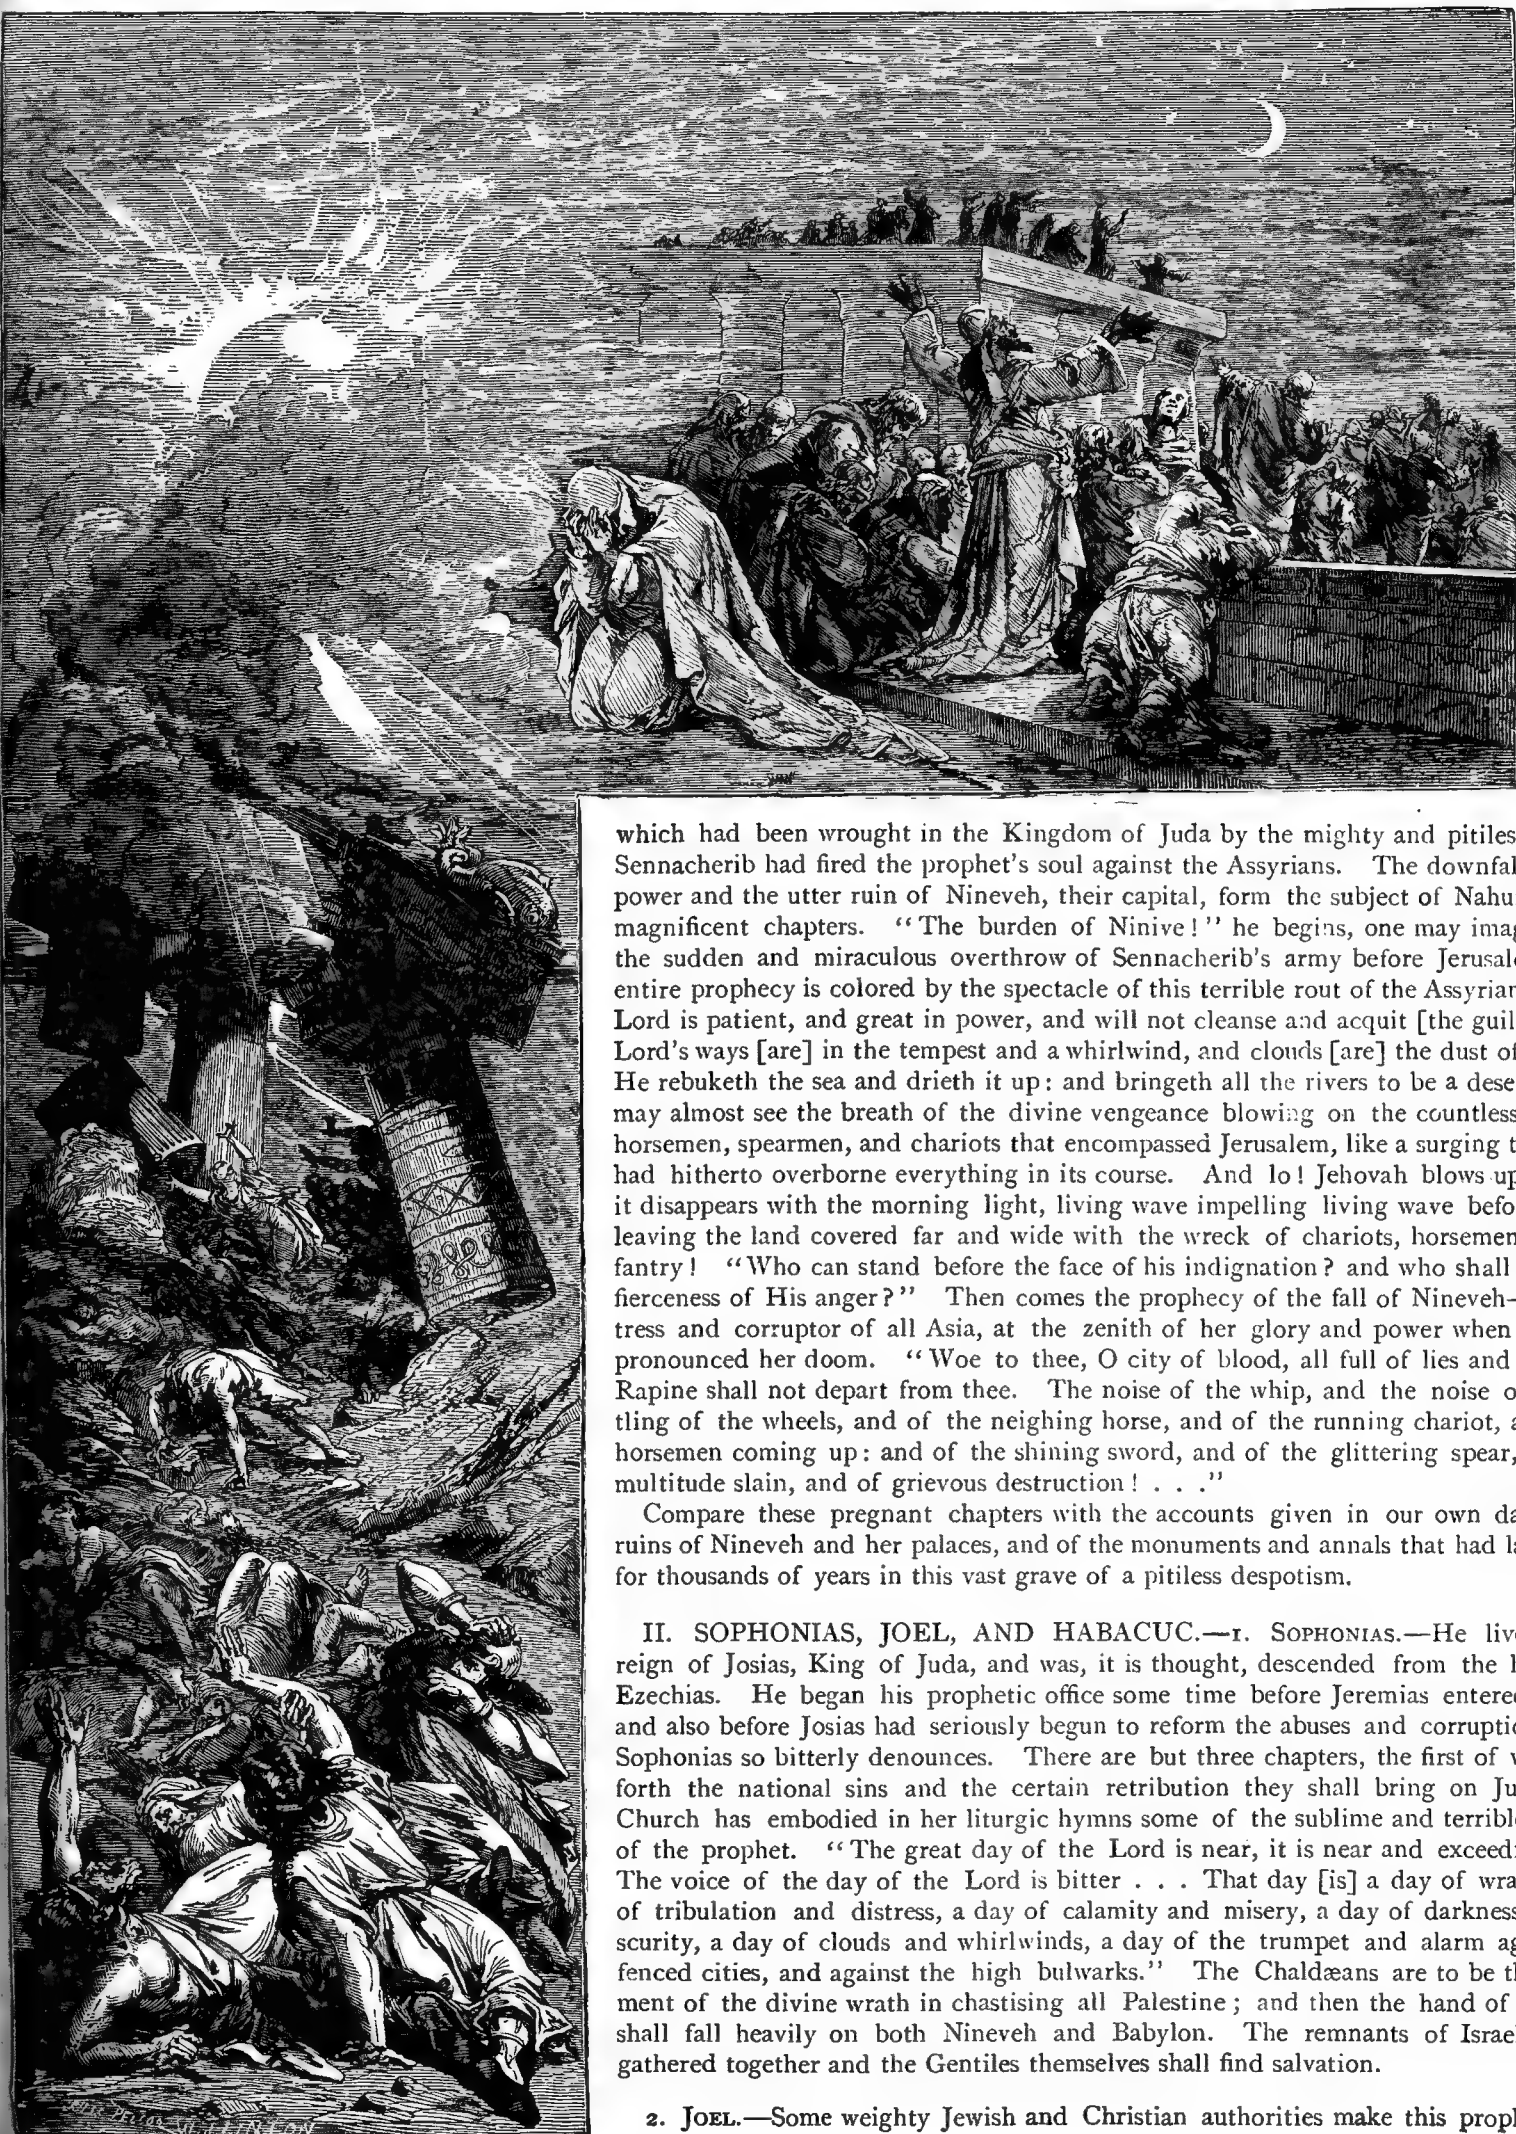 which had been wrought in the Kingdom of Juda by the mighty and pitiles
Sennacherib had fired the prophet's soul against the Assyrians. The downfal
power and the utter ruin of Nineveh, their capital, form the subject of Nahu
magnificent chapters. “The burden of Ninive!” he begins, one may imag
the sudden and miraculous overthrow of Sennacherib's army before Jerusal
entire prophecy is colored by the spectacle of this terrible rout of the Assyrian
Lord is patient, and great in power, and will not cleanse and acquit [the guil
Lord's ways [are] in the tempest and a whirlwind, and clouds [are] the dust of
He rebuketh the sea and drieth it up: and bringeth all the rivers to be a dese
may almost see the breath of the divine vengeance blowing on the countless
horsemen, spearmen, and chariots that encompassed Jerusalem, like a surging t
had hitherto overborne everything in its course. And lo! Jehovah blows up
it disappears with the morning light, living wave impelling living wave befo
leaving the land covered far and wide with the wreck of chariots, horsemen
fantry! “Who can stand before the face of his indignation? and who shall
fierceness of His anger?” Then comes the prophecy of the fall of Nineveh—
tress and corruptor of all Asia, at the zenith of her glory and power when
pronounced her doom. “Woe to thee, O city of blood, all full of lies and
Rapine shall not depart from thee. The noise of the whip, and the noise o
tling of the wheels, and of the neighing horse, and of the running chariot, a
horsemen coming up: and of the shining sword, and of the glittering spear,
multitude slain, and of grievous destruction! . . .”
Compare these pregnant chapters with the accounts given in our own da
ruins of Nineveh and her palaces, and of the monuments and annals that had la
for thousands of years in this vast grave of a pitiless despotism.
II. SOPHONIAS, JOEL, AND HABACUC.—1. SOPHONIAS.—He liv
reign of Josias, King of Juda, and was, it is thought, descended from the
Ezechias. He began his prophetic office some time before Jeremias entere
and also before Josias had seriously begun to reform the abuses and corruptio
Sophonias so bitterly denounces. There are but three chapters, the first of
forth the national sins and the certain retribution they shall bring on Ju
Church has embodied in her liturgic hymns some of the sublime and terribl
of the prophet. “The great day of the Lord is near, it is near and exceed
The voice of the day of the Lord is bitter . . . That day [is] a day of wra
of tribulation and distress, a day of calamity and misery, a day of darkness
scurity, a day of clouds and whirlwinds, a day of the trumpet and alarm ag
fenced cities, and against the high bulwarks.” The Chaldæans are to be t
ment of the divine wrath in chastising all Palestine; and then the hand of
shall fall heavily on both Nineveh and Babylon. The remnants of Israel
gathered together and the Gentiles themselves shall find salvation.
2. JOEL.—Some weighty Jewish and Christian authorities make this proph